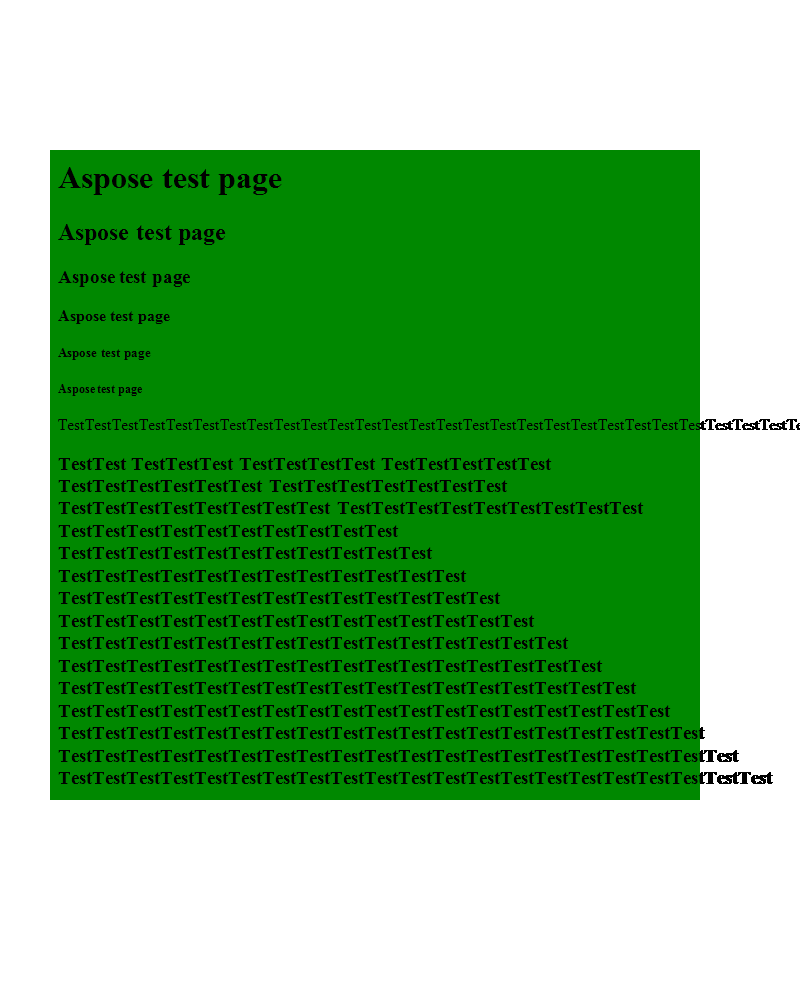 Aspose test page
Aspose test page
Aspose test page
Aspose test page
Aspose test page
Aspose test page
TestTestTestTestTestTestTestTestTestTestTestTestTestTestTestTestTestTestTestTestTestTestTestTestTestTestTestTe
TestTest TestTestTest TestTestTestTest TestTestTestTestTest
TestTestTestTestTestTest TestTestTestTestTestTestTest
TestTestTestTestTestTestTestTest TestTestTestTestTestTestTestTestTest
TestTestTestTestTestTestTestTestTestTest
TestTestTestTestTestTestTestTestTestTestTest
TestTestTestTestTestTestTestTestTestTestTestTest
TestTestTestTestTestTestTestTestTestTestTestTestTest
TestTestTestTestTestTestTestTestTestTestTestTestTestTest
TestTestTestTestTestTestTestTestTestTestTestTestTestTestTest
TestTestTestTestTestTestTestTestTestTestTestTestTestTestTestTest
TestTestTestTestTestTestTestTestTestTestTestTestTestTestTestTestTest
TestTestTestTestTestTestTestTestTestTestTestTestTestTestTestTestTestTest
TestTestTestTestTestTestTestTestTestTestTestTestTestTestTestTestTestTestTest
TestTestTestTestTestTestTestTestTestTestTestTestTestTestTestTestTestTestTestTest
TestTestTestTestTestTestTestTestTestTestTestTestTestTestTestTestTestTestTestTestTest